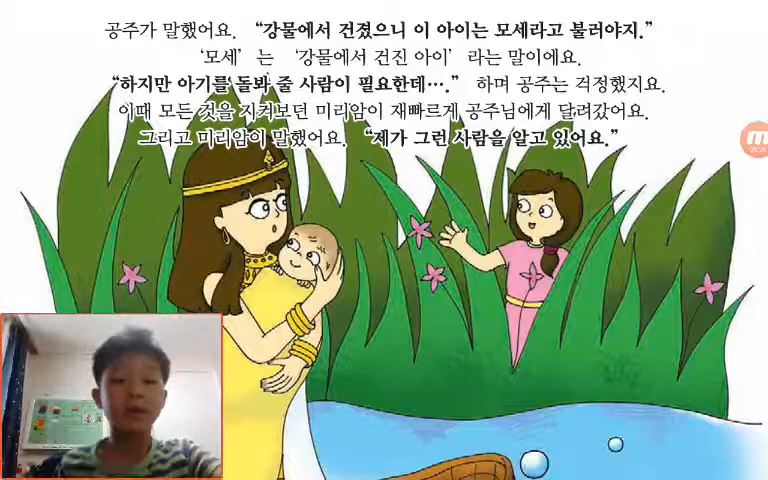 공주가 말했어요. “강물에서 건졌으니 이 아이는 모세라고 불러야지.”
‘모세’는 ‘강물에서 건진 아이’라는 말이에요.
“하지만 아기를 돌봐 줄 사람이 필요한데….” 하며 공주는 걱정했지요.
이때 모든 것을 지켜보던 미리암이 재빠르게 공주님에게 달려갔어요.
그리고 미리암이 말했어요. “제가 그런 사람을 알고 있어요.”